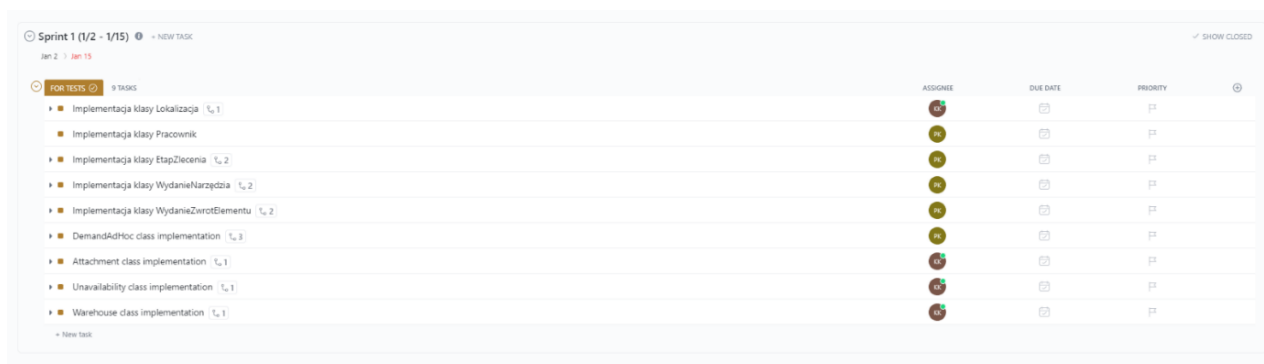 Sprint 1 (1/2 - 1/15) + NEW TASK SHOW CLOSED
Jan 2 > Jan 15
FOR TESTS 9 TASKS ASSIGNEE DUE DATE PRIORITY
Implementacja klasy Lokalizacja 1 KK
Implementacja klasy Pracownik PK
Implementacja klasy EtapZlecenia 2 PK
Implementacja klasy WydanieNarzędzia 2 PK
Implementacja klasy WydanieZwrotElementu 2 PK
DemandAdHoc class implementation 3 PK
Attachment class implementation 1 KK
Unavailability class implementation 1 KK
Warehouse class implementation 1 KK
+ New task